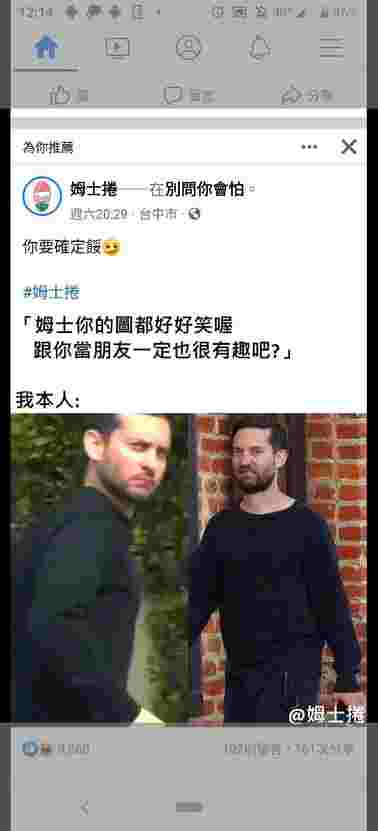 12:14
為你推薦
姆士捲——在別問你會怕。
週六20:29 · 台中市 ·
你要確定餒
#姆士捲
「姆士你的圖都好好笑喔
跟你當朋友一定也很有趣吧?」
我本人:
@姆士捲